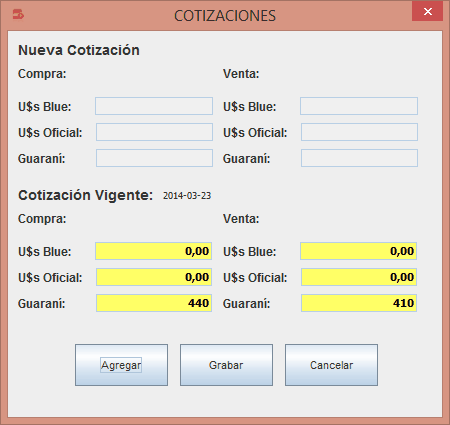 COTIZACIONES
Nueva Cotización
Compra: Venta:
U$s Blue: U$s Blue:
U$s Oficial: U$s Oficial:
Guaraní: Guaraní:
Cotización Vigente: 2014-03-23
Compra: Venta:
U$s Blue: 0,00 U$s Blue: 0,00
U$s Oficial: 0,00 U$s Oficial: 0,00
Guaraní: 440 Guaraní: 410
Agregar Grabar Cancelar